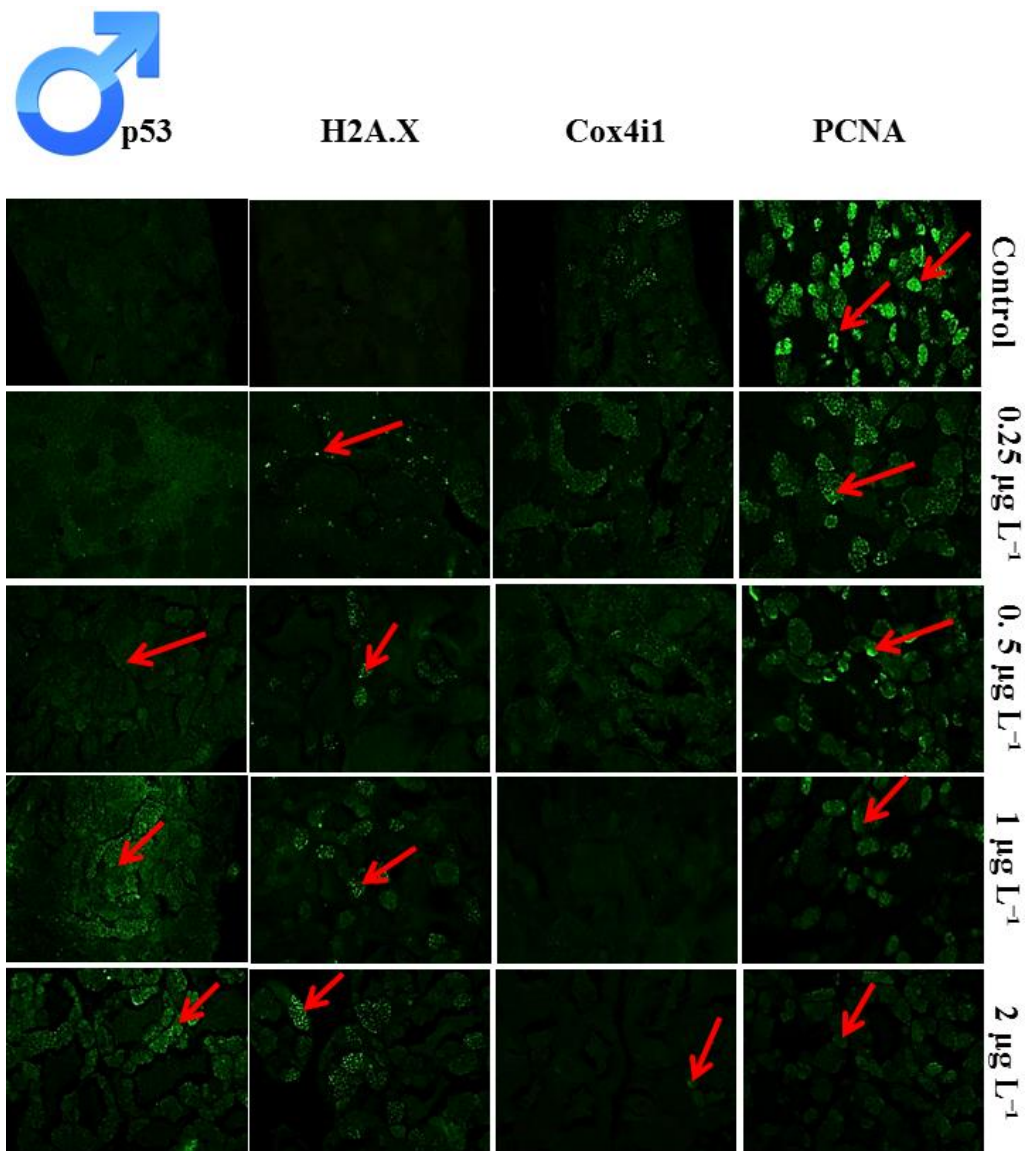 p53 H2A.X Cox4i1 PCNA
Control
0.25 µg L⁻¹
0. 5 µg L⁻¹
1 µg L⁻¹
2 µg L⁻¹